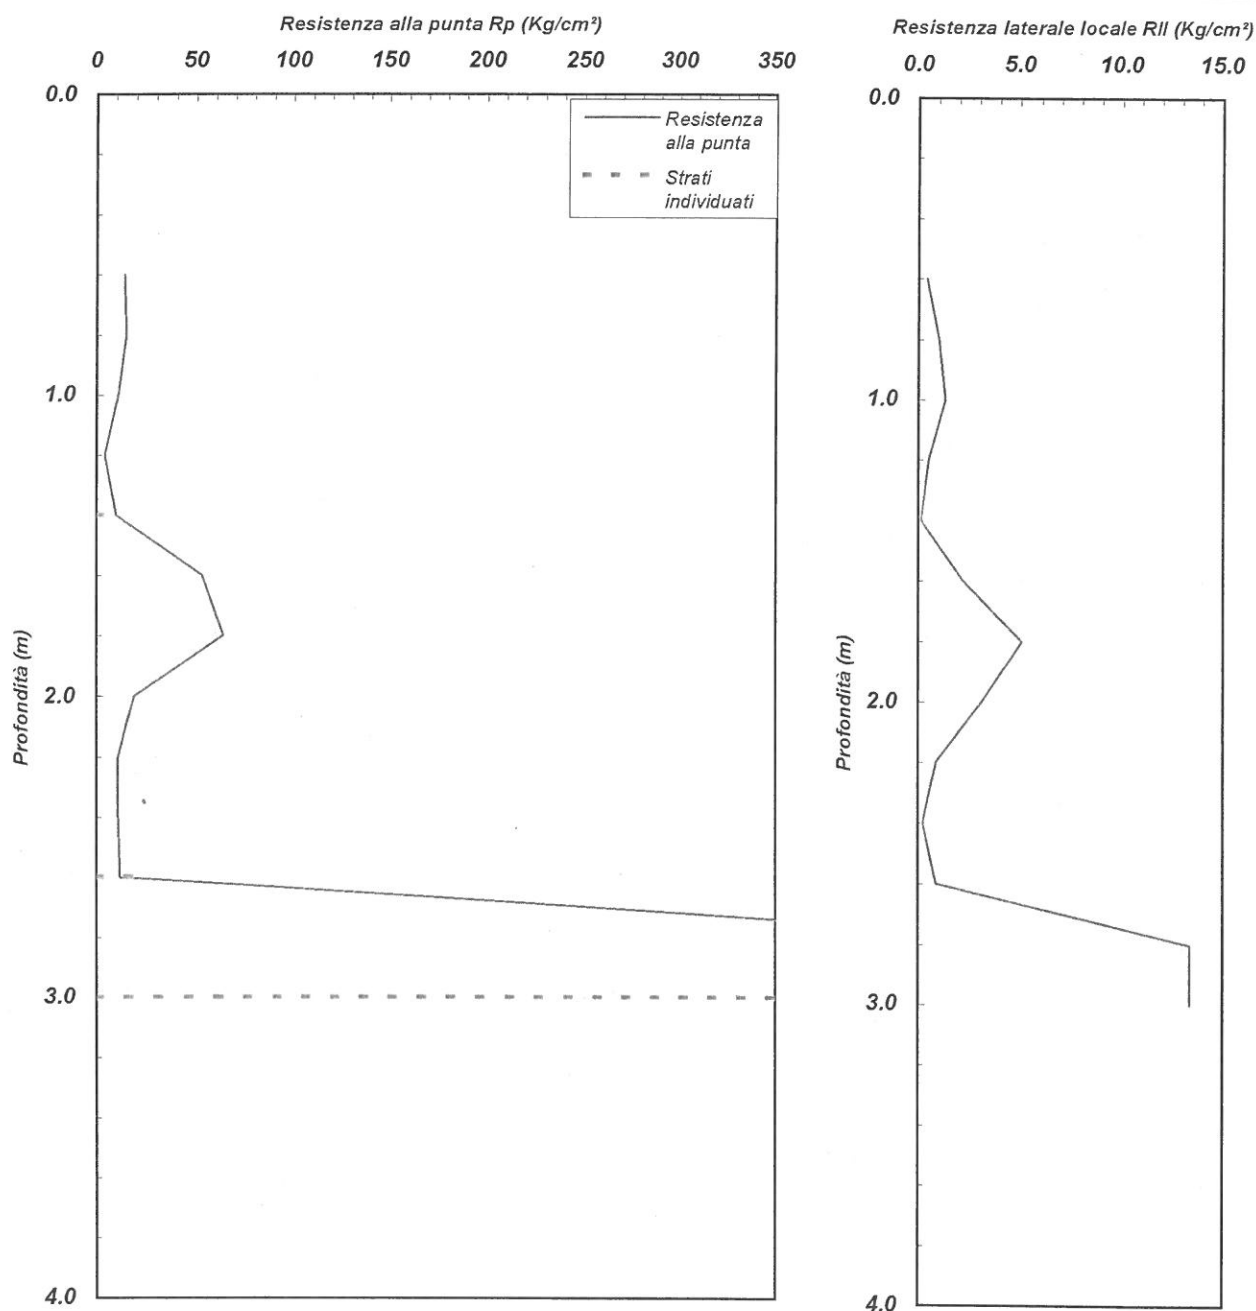 Resistenza alla punta Rp (Kg/cm²)
0 50 100 150 200 250 300 350
0.0
Resistenza
alla punta
Strati
individuati
1.0
2.0
3.0
4.0
Profondità (m)
Resistenza laterale locale Rll (Kg/cm²)
0.0 5.0 10.0 15.0
0.0
1.0
2.0
3.0
4.0
Profondità (m)